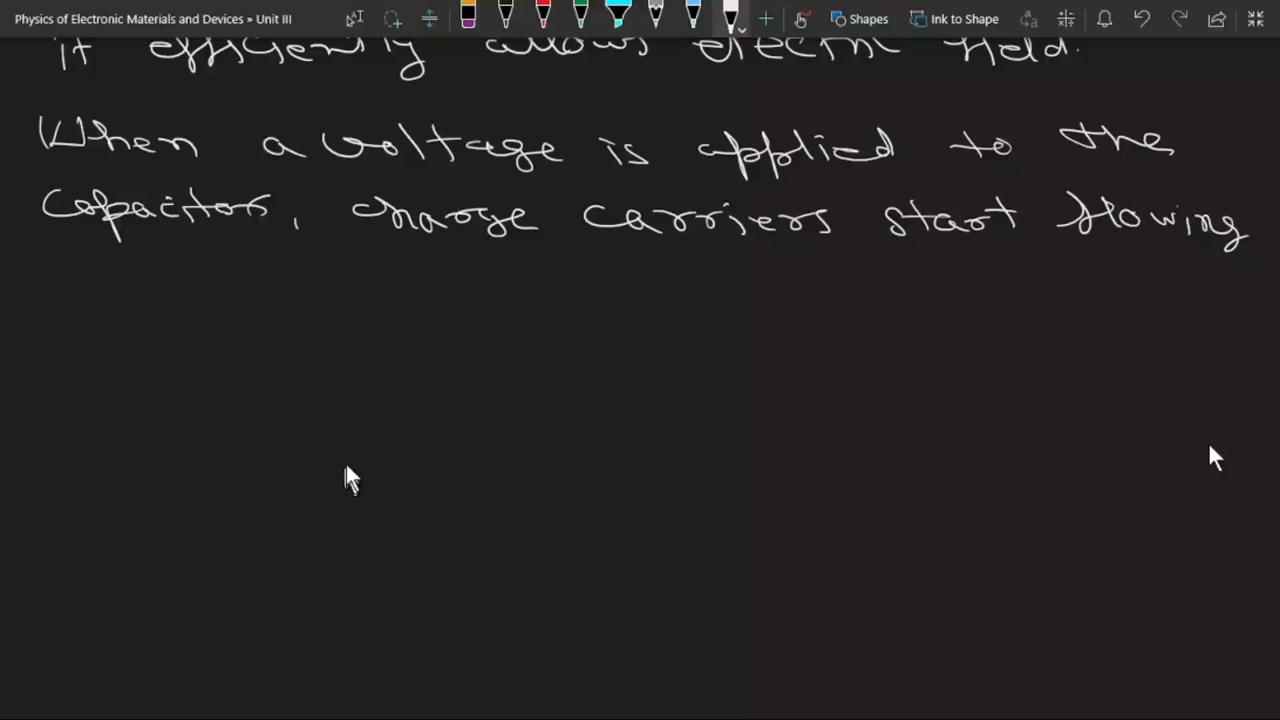 Physics of Electronic Materials and Devices » Unit III
Shapes
Ink to Shape
it efficiently allows electric field.
When a voltage is applied to the
capacitor, charge carriers start flowing